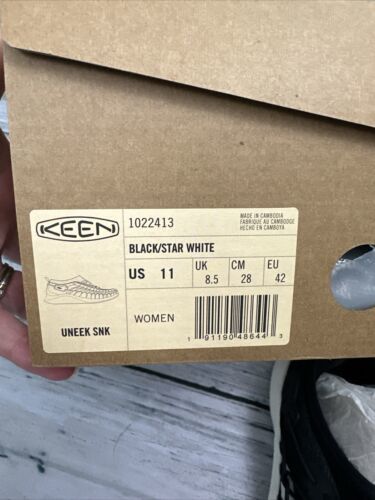 KEEN
1022413
MADE IN CAMBODIA
FABRIQUE AU CAMBODGE
HECHO EN CAMBOYA
BLACK/STAR WHITE
US 11 UK 8.5 CM 28 EU 42
WOMEN
UNEEK SNK
1 91190 48644 3